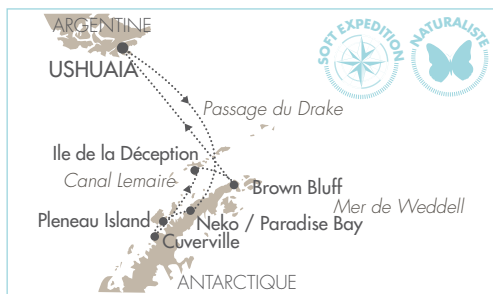 ARGENTINE
USHUAIA
SOFT EXPEDITION
NATURALISTE
Passage du Drake
Ile de la Déception
Canal Lemairé
Brown Bluff
Mer de Weddell
Pleneau Island
Neko / Paradise Bay
Cuverville
ANTARCTIQUE